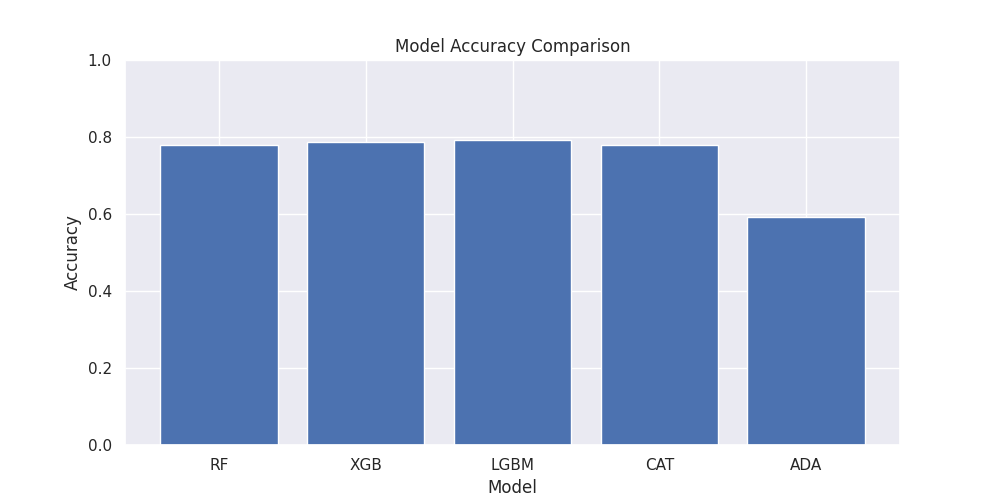 Model Accuracy Comparison
1.0
0.8
0.6
0.4
0.2
0.0
Accuracy
RF XGB LGBM CAT ADA
Model